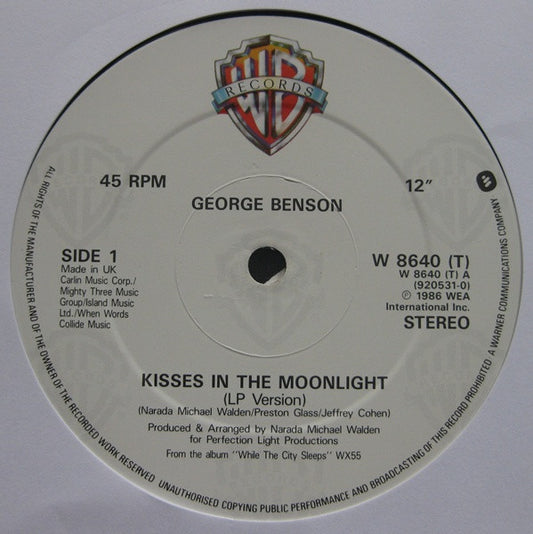 WB
RECORDS
45 RPM
12"
GEORGE BENSON
SIDE 1
Made in UK
Carlin Music Corp./
Mighty Three Music
Group/Island Music
Ltd./When Words
Collide Music
W 8640 (T)
W 8640 (T) A
(920531-0)
℗ 1986 WEA
International Inc.
STEREO
KISSES IN THE MOONLIGHT
(LP Version)
(Narada Michael Walden/Preston Glass/Jeffrey Cohen)
Produced & Arranged by Narada Michael Walden
for Perfection Light Productions
From the album "While The City Sleeps" WX55
ALL RIGHTS OF THE MANUFACTURER AND OF THE OWNER OF THE RECORDED WORK RESERVED UNAUTHORISED COPYING PUBLIC PERFORMANCE AND BROADCASTING OF THIS RECORD PROHIBITED A WARNER COMMUNICATIONS COMPANY